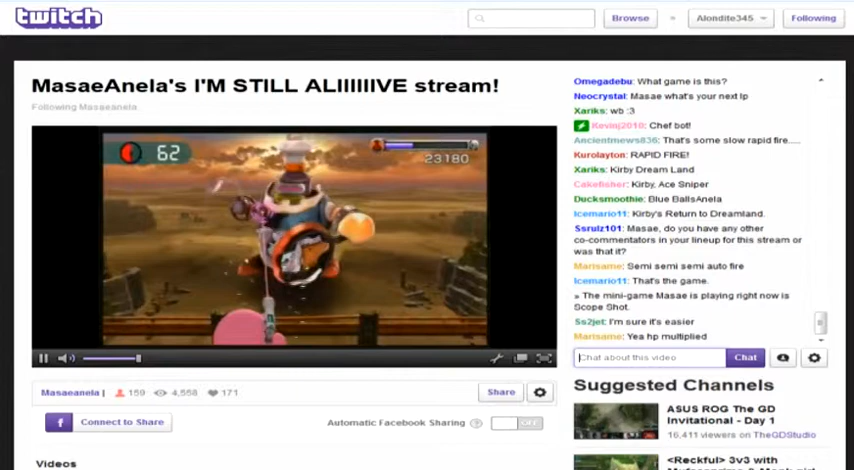 twitch
Browse
Alondite345
Following
MasaeAnela's I'M STILL ALIIIIIIVE stream!
Following Masaeanela
62
23180
Omegadebu: What game is this?
Neocrystal: Masae what's your next lp
Xariks: wb :3
Kevinj2010: Chef bot!
Ancientmews836: That's some slow rapid fire.....
Kurolayton: RAPID FIRE!
Xariks: Kirby Dream Land
Cakefisher: Kirby, Ace Sniper
Ducksmoothie: Blue BallsAnela
Icemario11: Kirby's Return to Dreamland.
Ssrulz101: Masae, do you have any other
co-commentators in your lineup for this stream or
was that it?
Marisame: Semi semi semi auto fire
Icemario11: That's the game.
» The mini-game Masae is playing right now is
Scope Shot.
Ss2jet: I'm sure it's easier
Marisame: Yea hp multiplied
Chat about this video
Chat
Masaeanela |
159
4,558
171
Share
f Connect to Share
Automatic Facebook Sharing
?
OFF
Videos
Suggested Channels
ASUS ROG The GD
Invitational - Day 1
16,411 viewers on TheGDStudio
<Reckful> 3v3 with